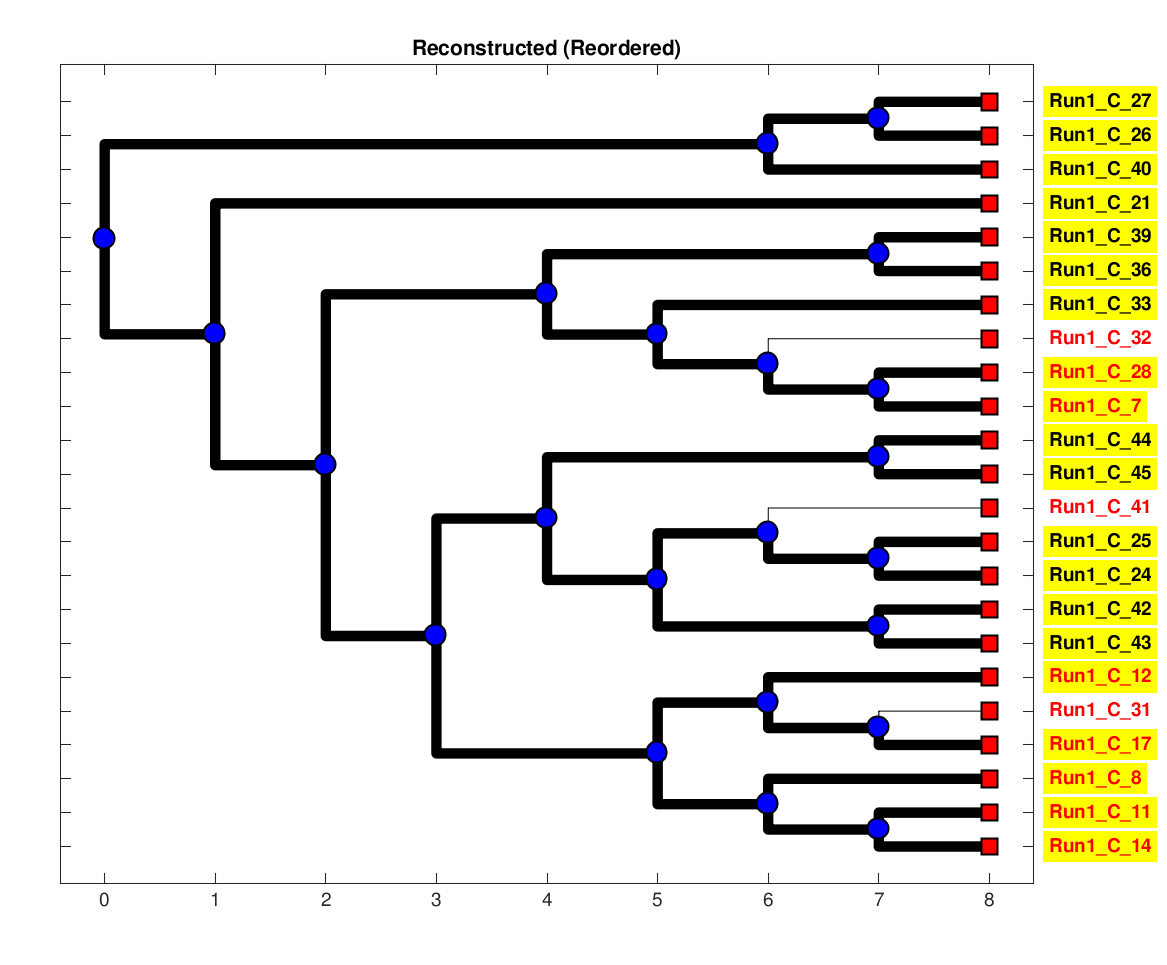 Reconstructed (Reordered)
Run1_C_27
Run1_C_26
Run1_C_40
Run1_C_21
Run1_C_39
Run1_C_36
Run1_C_33
Run1_C_32
Run1_C_28
Run1_C_7
Run1_C_44
Run1_C_45
Run1_C_41
Run1_C_25
Run1_C_24
Run1_C_42
Run1_C_43
Run1_C_12
Run1_C_31
Run1_C_17
Run1_C_8
Run1_C_11
Run1_C_14
0 1 2 3 4 5 6 7 8